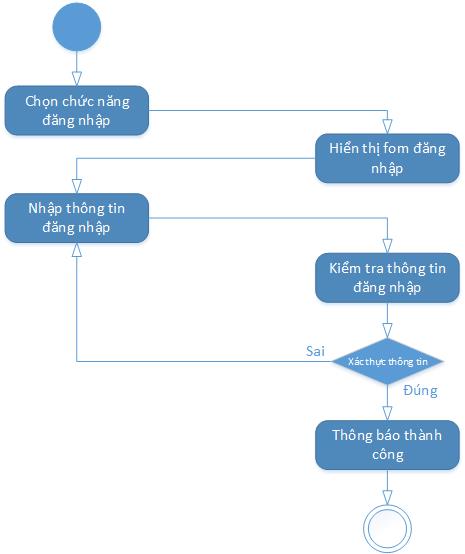 Chọn chức năng
đăng nhập
Hiển thị fom đăng
nhập
Nhập thông tin
đăng nhập
Kiểm tra thông tin
đăng nhập
Sai
Xác thực thông tin
Đúng
Thông báo thành
công